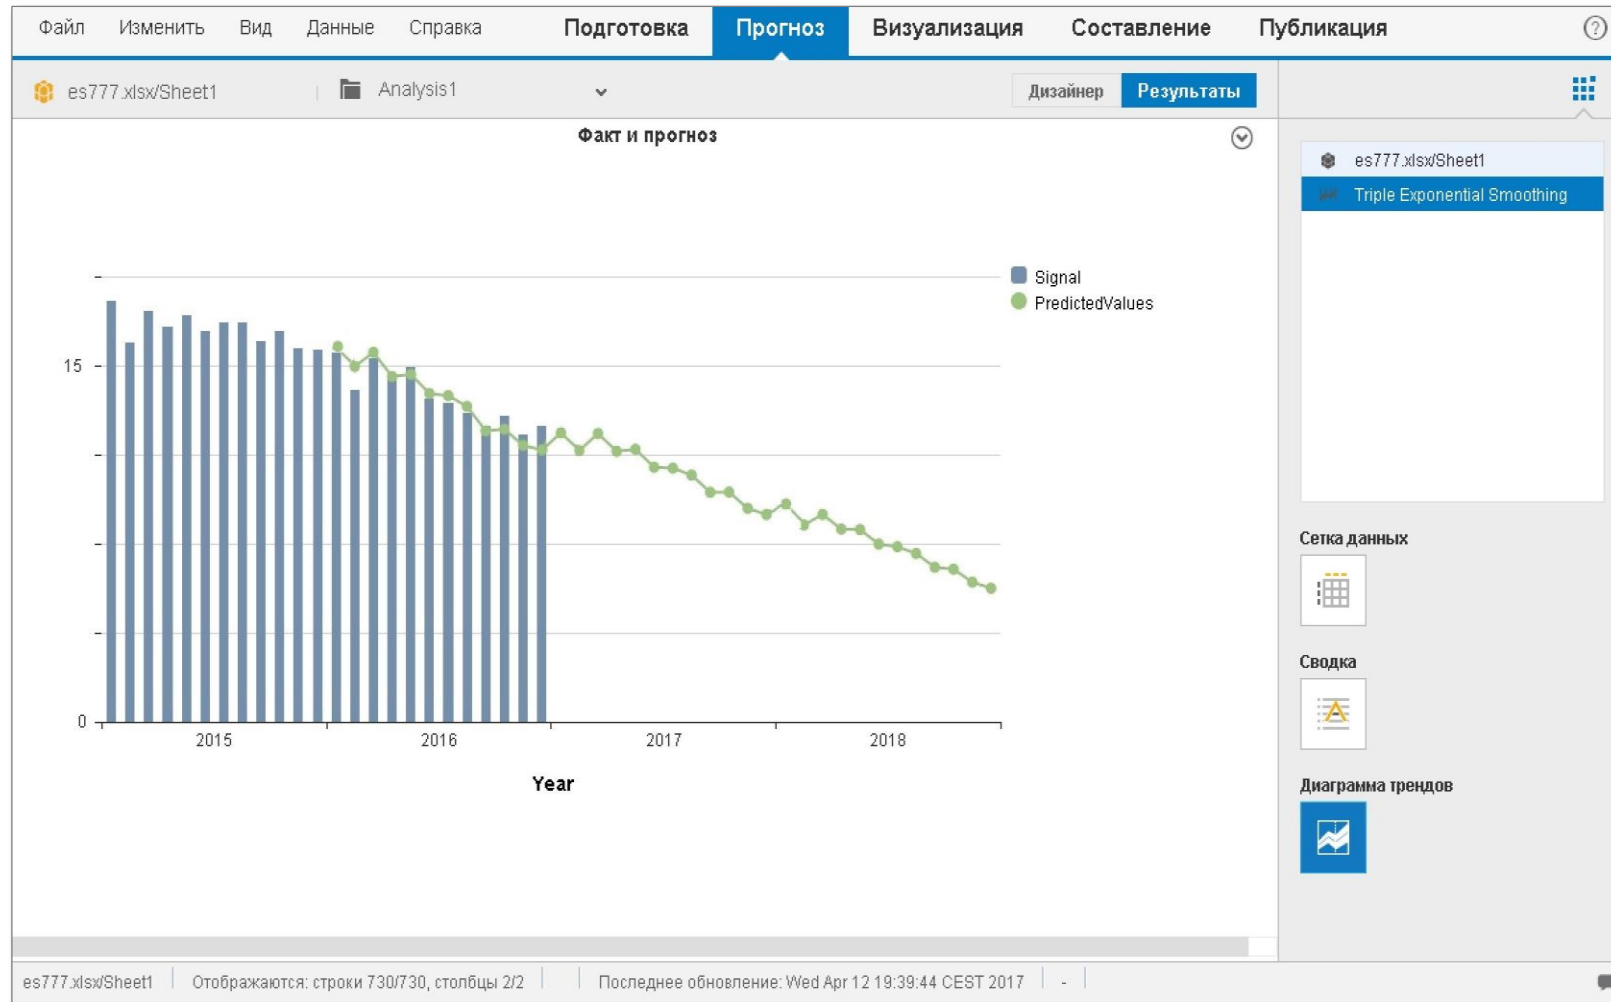 Файл Изменить Вид Данные Справка Подготовка Прогноз Визуализация Составление Публикация ?
es777.xlsx/Sheet1 Analysis1 Дизайнер Результаты
Факт и прогноз
es777.xlsx/Sheet1
Triple Exponential Smoothing
Signal
PredictedValues
15
0
2015 2016 2017 2018
Year
Сетка данных
Сводка
Диаграмма трендов
es777.xlsx/Sheet1 Отображаются: строки 730/730, столбцы 2/2 Последнее обновление: Wed Apr 12 19:39:44 CEST 2017 -